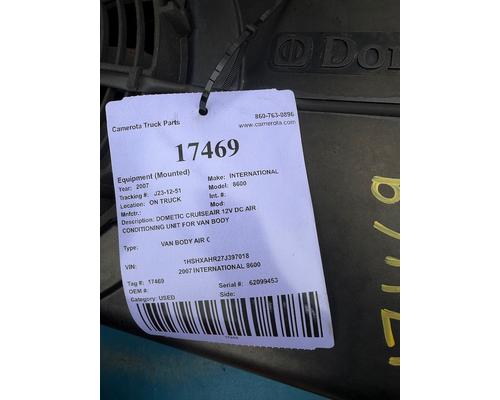 Dom
Camerota Truck Parts
860-763-0896
www.camerota.com
17469
Equipment (Mounted)
Year: 2007
Make: INTERNATIONAL
Tracking #: J23-12-51
Model: 8600
Location: ON TRUCK
Int. #:
Mnfctr.:
Mod:
Description: DOMETIC CRUISEAIR 12V DC AIR
CONDITIONING UNIT FOR VAN BODY
Type: VAN BODY AIR C
VIN: 1HSHXAHR27J397018
2007 INTERNATIONAL 8600
Tag #: 17469
Serial #: 62099453
OEM #:
Side:
Category: USED
17469